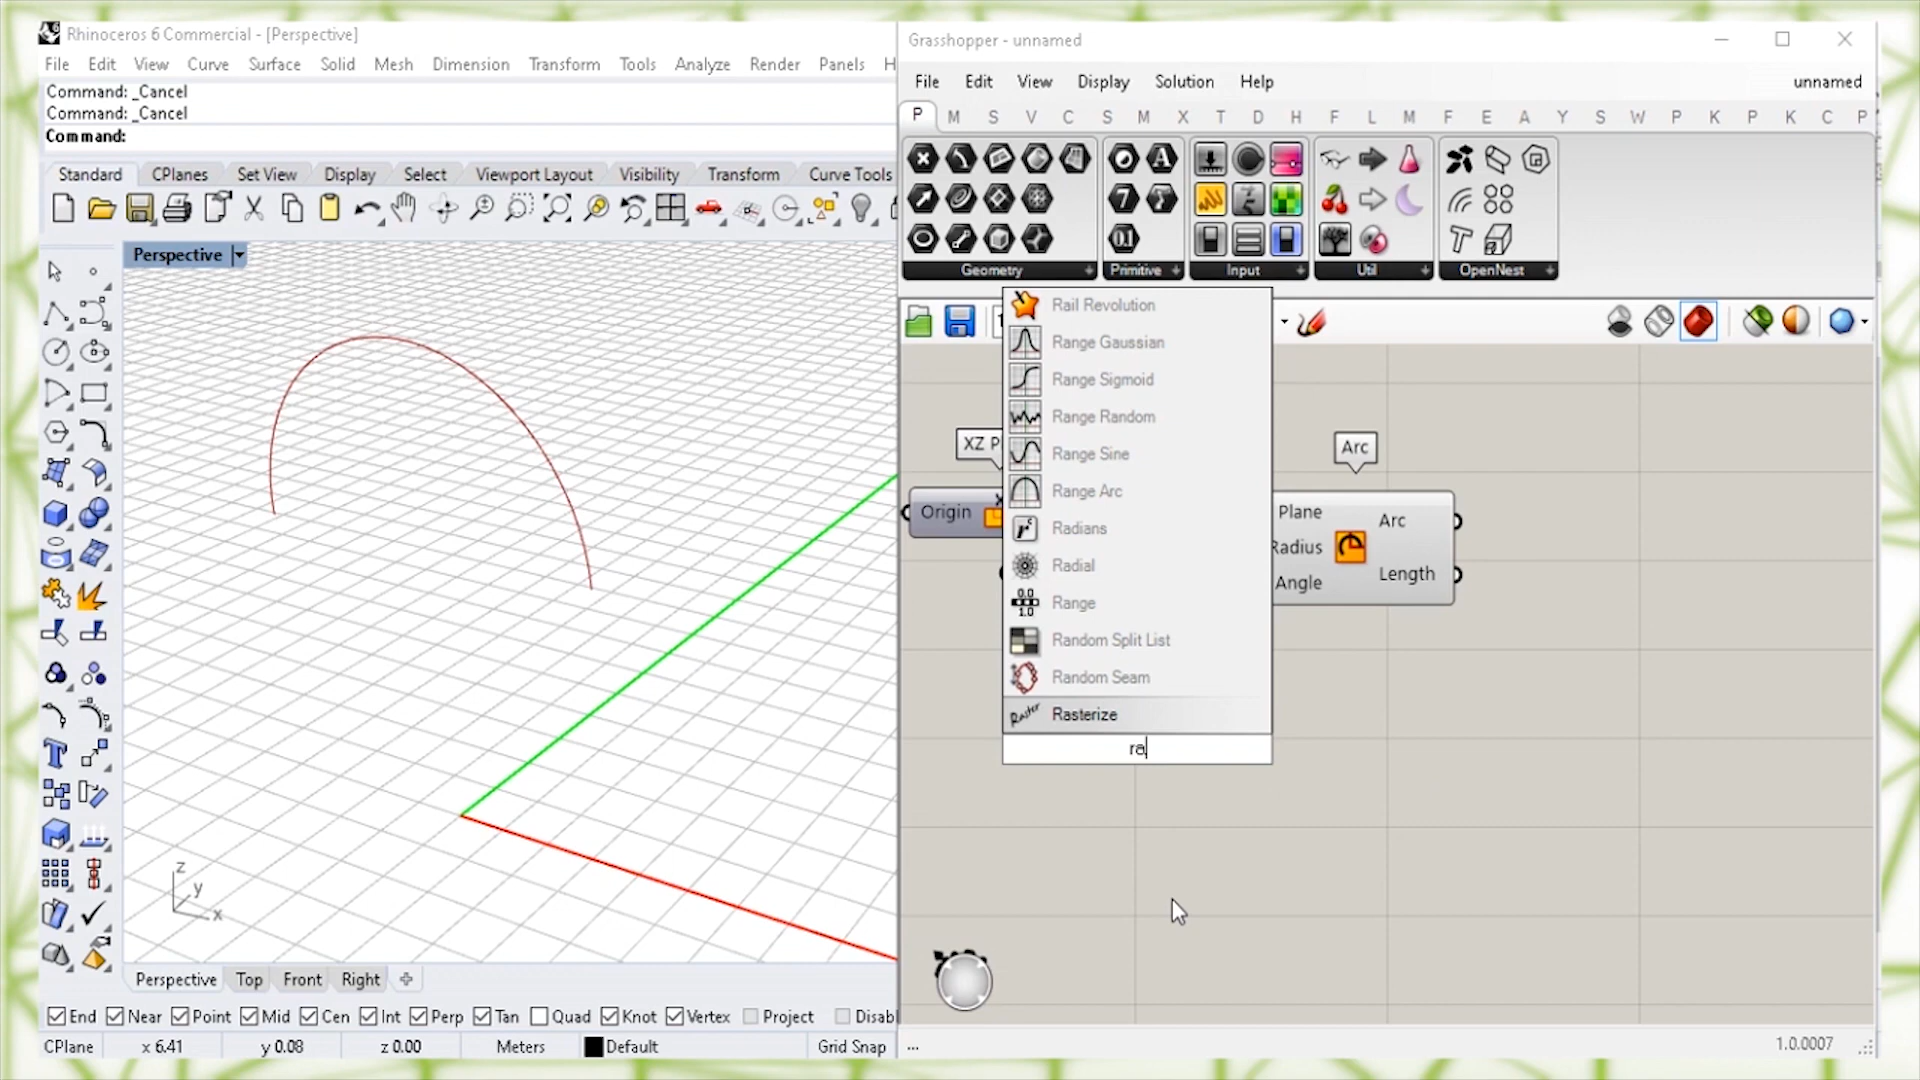 Rhinoceros 6 Commercial - [Perspective]
File Edit View Curve Surface Solid Mesh Dimension Transform Tools Analyze Render Panels H
Command: _Cancel
Command: _Cancel
Command:
Standard CPlanes Set View Display Select Viewport Layout Visibility Transform Curve Tools
Perspective
z
y
x
Perspective Top Front Right
End Near Point Mid Cen Int Perp Tan Quad Knot Vertex Project Disabl
CPlane x 6.41 y 0.08 z 0.00 Meters Default Grid Snap
Grasshopper - unnamed
File Edit View Display Solution Help unnamed
P M S V C S M X T D H F L M F E A Y S W P K P K C P
Geometry Primitive Input Util OpenNest
Rail Revolution
Range Gaussian
Range Sigmoid
Range Random
Range Sine
Range Arc
Radians
Radial
Range
Random Split List
Random Seam
Rasterize
ra
XZ P
Origin
Arc
Plane
Radius
Angle
Arc
Length
... 1.0.0007